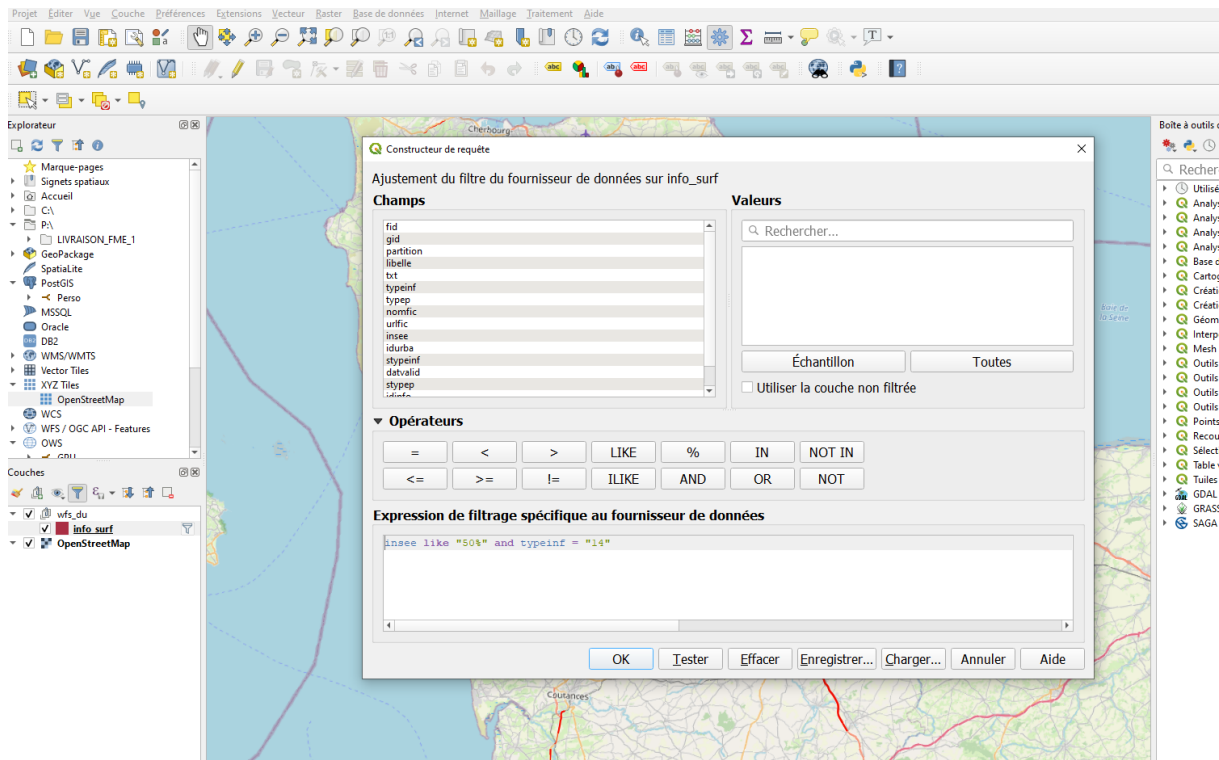 Projet Éditer Vue Couche Préférences Extensions Vecteur Raster Base de données Internet Maillage Traitement Aide
abc abc abc
Explorateur
Marque-pages
Signets spatiaux
Accueil
C:\
P:\
LIVRAISON_FME_1
GeoPackage
SpatiaLite
PostGIS
Perso
MSSQL
Oracle
DB2
WMS/WMTS
Vector Tiles
XYZ Tiles
OpenStreetMap
WCS
WFS / OGC API - Features
OWS
GPU
Couches
wfs_du
info_surf
OpenStreetMap
Cherbourg
Constructeur de requête
Ajustement du filtre du fournisseur de données sur info_surf
Champs
fid
gid
partition
libelle
txt
typeinf
typep
nomfic
urlfic
insee
idurba
stypeinf
datvalid
stypep
idinfo
Valeurs
Rechercher...
Échantillon Toutes
Utiliser la couche non filtrée
Opérateurs
= < > LIKE % IN NOT IN
<= >= != ILIKE AND OR NOT
Expression de filtrage spécifique au fournisseur de données
insee like "50%" and typeinf = "14"
OK Tester Effacer Enregistrer... Charger... Annuler Aide
Baie de
la Seine
Coutances
Boîte à outils d
Recher
Utilisé
Analys
Analys
Analys
Base d
Cartog
Créati
Créati
Géom
Interp
Mesh
Outils
Outils
Outils
Outils
Points
Recou
Sélect
Table
Tuiles
GDAL
GRASS
SAGA